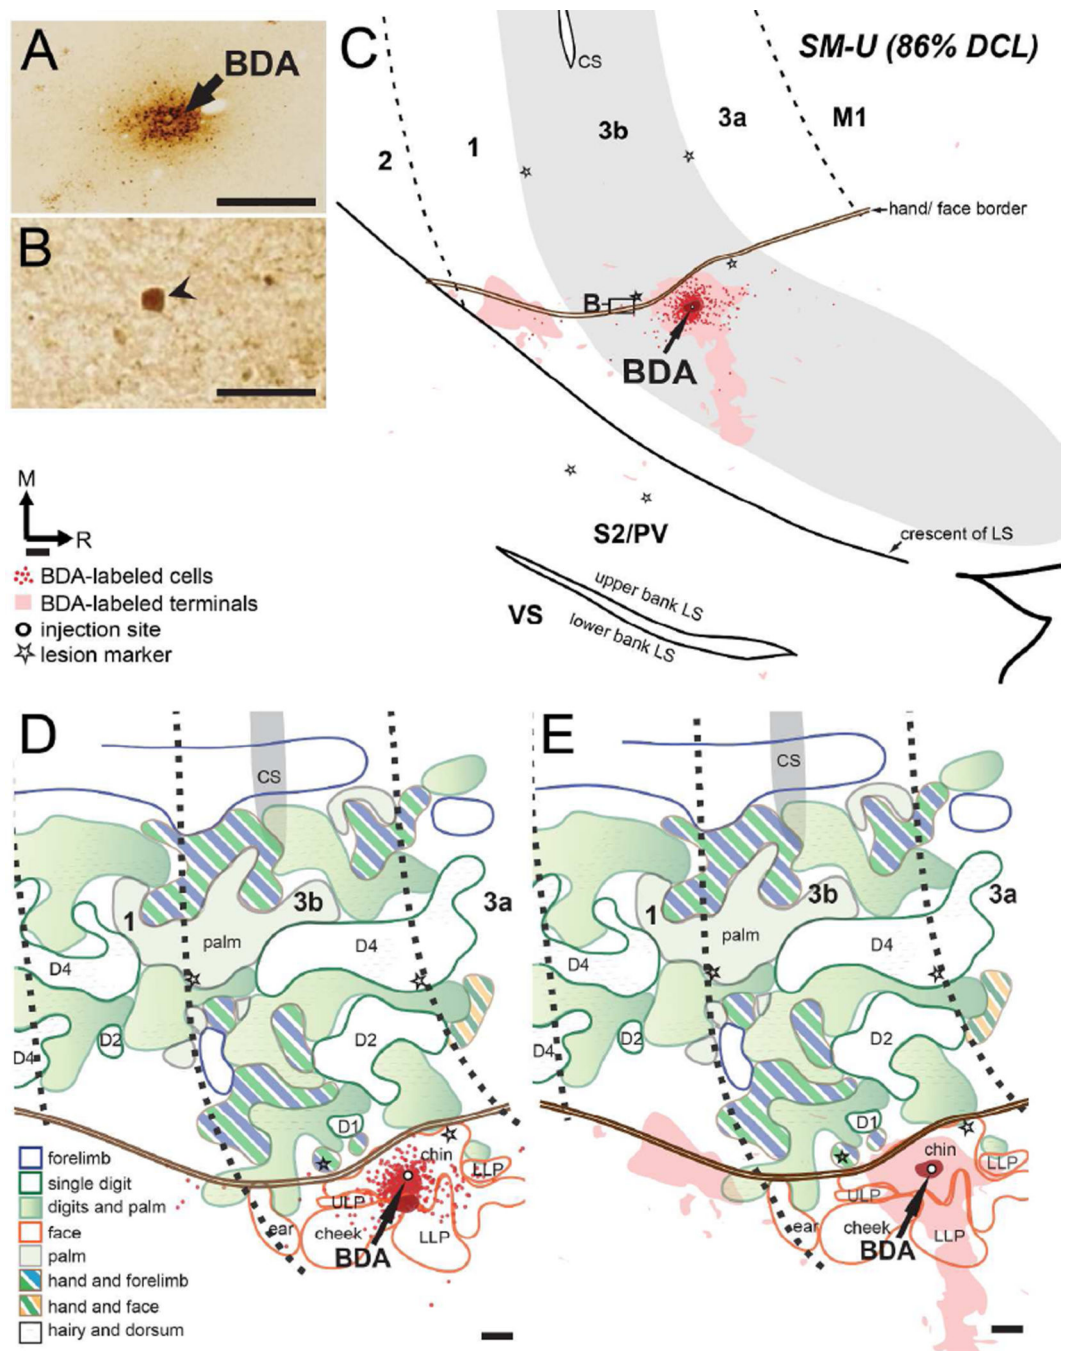 A
BDA
B
C
SM-U (86% DCL)
CS
2
1
3b
3a
M1
hand/ face border
B
BDA
S2/PV
crescent of LS
upper bank LS
VS
lower bank LS
M
R
BDA-labeled cells
BDA-labeled terminals
injection site
lesion marker
D
CS
1
3b
3a
palm
D4
D4
D2
D2
D4
D1
chin
LLP
ULP
ear
cheek
LLP
BDA
forelimb
single digit
digits and palm
face
palm
hand and forelimb
hand and face
hairy and dorsum
E
CS
1
3b
3a
palm
D4
D4
D2
D2
D4
D1
chin
LLP
ULP
ear
cheek
LLP
BDA